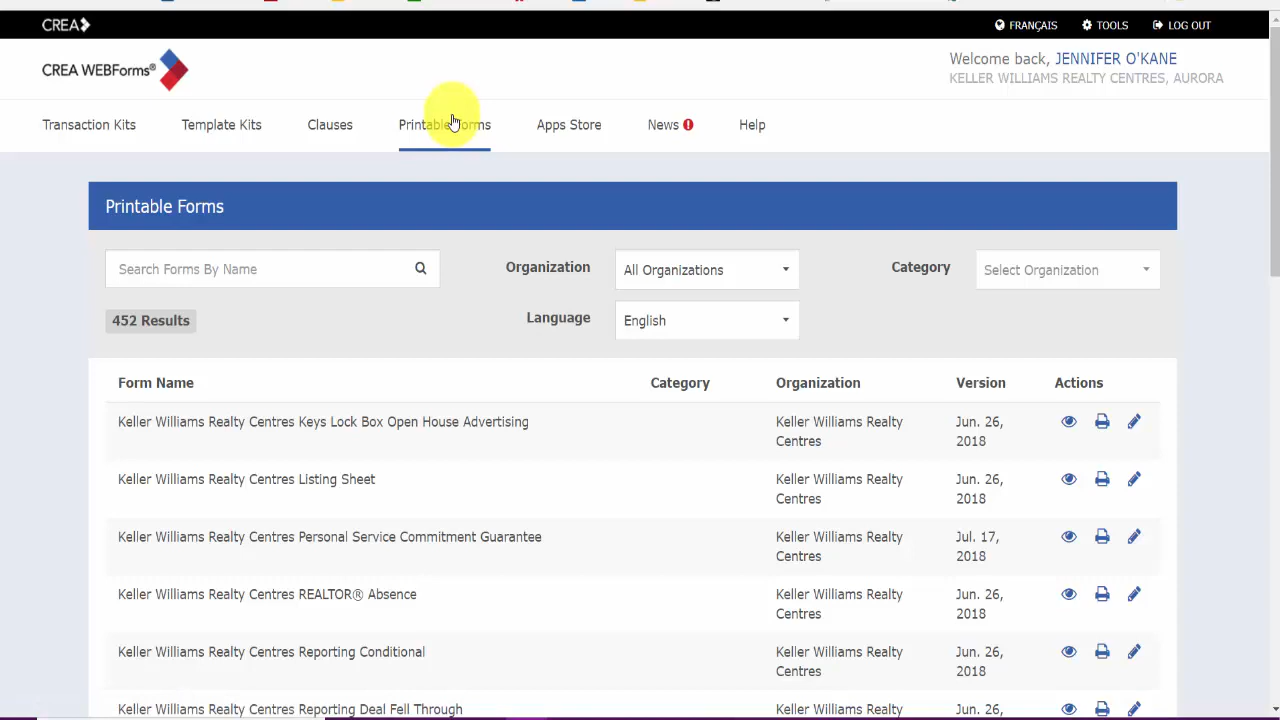 CREA
FRANÇAIS TOOLS LOG OUT
CREA WEBForms®
Welcome back, JENNIFER O'KANE
KELLER WILLIAMS REALTY CENTRES, AURORA
Transaction Kits Template Kits Clauses Printable Forms Apps Store News ! Help
Printable Forms
Search Forms By Name Organization All Organizations Category Select Organization
452 Results Language English
Form Name Category Organization Version Actions
Keller Williams Realty Centres Keys Lock Box Open House Advertising Keller Williams Realty Jun. 26,
Centres 2018
Keller Williams Realty Centres Listing Sheet Keller Williams Realty Jun. 26,
Centres 2018
Keller Williams Realty Centres Personal Service Commitment Guarantee Keller Williams Realty Jul. 17,
Centres 2018
Keller Williams Realty Centres REALTOR® Absence Keller Williams Realty Jun. 26,
Centres 2018
Keller Williams Realty Centres Reporting Conditional Keller Williams Realty Jun. 26,
Centres 2018
Keller Williams Realty Centres Reporting Deal Fell Through Keller Williams Realty Jun. 26,